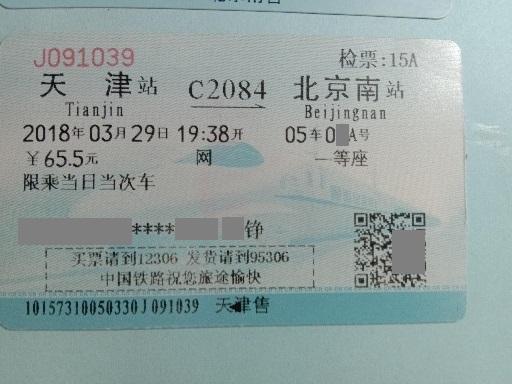 J091039 检票:15A
天津站 C2084 北京南站
Tianjin Beijingnan
2018年03月29日 19:38开 05车0A号
￥65.5元 网 一等座
限乘当日当次车
**** 铮
买票请到12306 发货请到95306
中国铁路祝您旅途愉快
10157310050330J091039 天津售